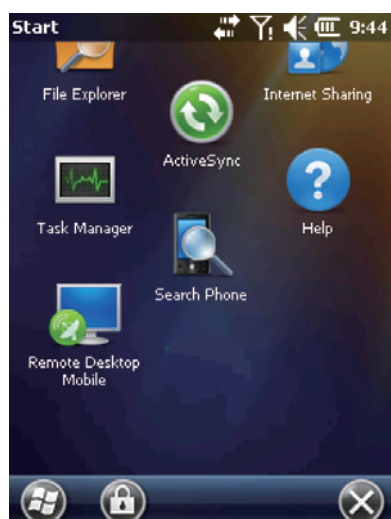 Start 9:44
File Explorer
Internet Sharing
ActiveSync
Task Manager
Help
Search Phone
Remote Desktop
Mobile